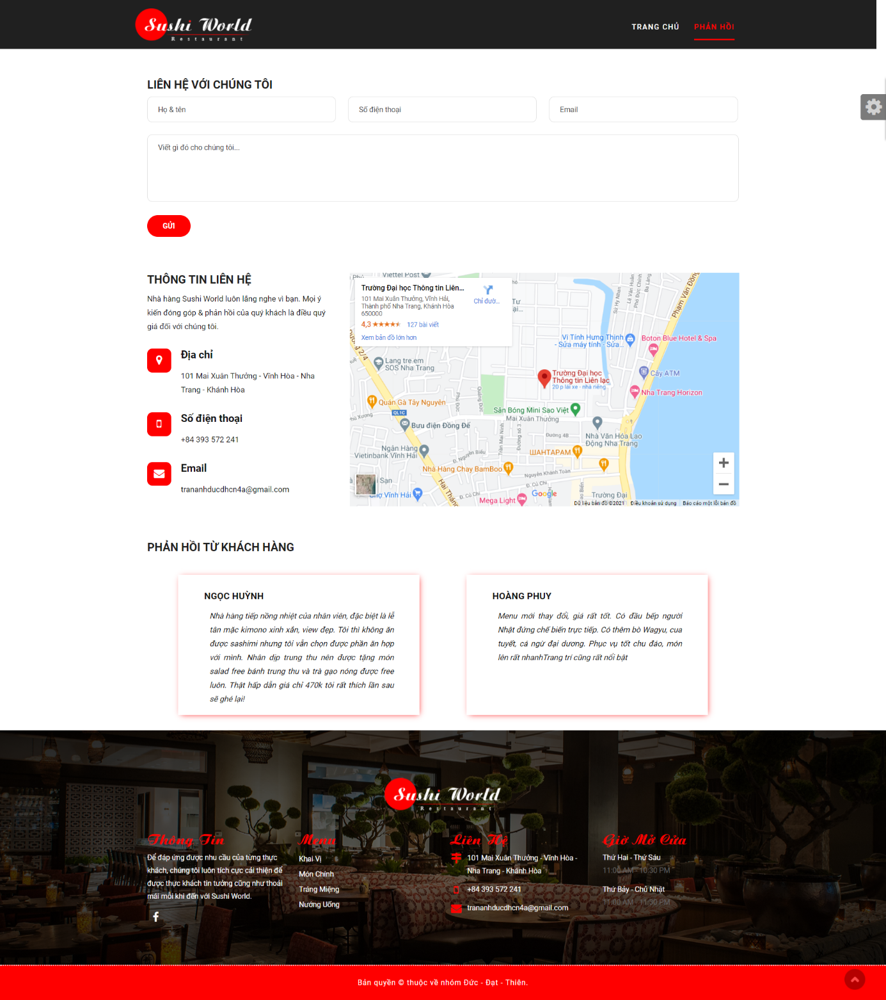 Sushi World
Restaurant
TRANG CHỦ
PHẢN HỒI
LIÊN HỆ VỚI CHÚNG TÔI
Họ & tên
Số điện thoại
Email
Viết gì đó cho chúng tôi...
GỬI
THÔNG TIN LIÊN HỆ
Nhà hàng Sushi World luôn lắng nghe vì bạn. Mọi ý
kiến đóng góp & phản hồi của quý khách là điều quý
giá đối với chúng tôi.
Địa chỉ
101 Mai Xuân Thưởng - Vĩnh Hòa - Nha
Trang - Khánh Hòa
Số điện thoại
+84 393 572 241
Email
trananhducdhcn4a@gmail.com
Viettel Post
Trường Đại học Thông tin Liên...
101 Mai Xuân Thưởng, Vĩnh Hải,
Thành phố Nha Trang, Khánh Hòa
650000
4,3
127 bài viết
Xem bản đồ lớn hơn
Chỉ đườ...
Sử Hy Nhan
Lê Văn Huân
Phó Đức Chính
Phạm Văn Đồng
Vi Tính Hưng Thịnh
- Sửa máy tính - Sửa...
Boton Blue Hotel & Spa
Lang tre em
SOS Nha Trang
Trường Đại học
Thông tin Liên lạc
20 p lái xe - nhà riêng
Cây ATM
Nha Trang Horizon
Quán Gà Tây Nguyên
Phú Đức
Quảng Đức
QL1C
Sân Bóng Mini Sao Việt
Mai Xuân Thưởng
Bưu điện Đồng Đế
Trần Mai Ninh
Đường số 3
Đường 4B
Nhà Văn Hóa Lao
Động Nha Trang
Ngân Hàng
Vietinbank Vĩnh Hải
Đ. Nguyễn Biểu
ШАНТАРАМ
Nhà Hàng Chay BamBoo
Nguyễn Khánh Toàn
Hai Tháng
Đ. Củ Chi
Đ. Củ Chi
Chợ Vĩnh Hải
Mega Light
Google
Trường Đại
Dữ liệu bản đồ ©2021
Điều khoản sử dụng
Báo cáo một lỗi bản đồ
PHẢN HỒI TỪ KHÁCH HÀNG
NGỌC HUỲNH
Nhà hàng tiếp nồng nhiệt của nhân viên, đặc biệt là lễ
tân mặc kimono xinh xắn, view đẹp. Tôi thì không ăn
được sashimi nhưng tôi vẫn chọn được phần ăn hợp
với mình. Nhân dịp trung thu nên được tặng món
salad free bánh trung thu và trà gạo nóng được free
luôn. Thật hấp dẫn giá chỉ 470k tôi rất thích lần sau
sẽ ghé lại!
HOÀNG PHUY
Menu mới thay đổi, giá rất tốt. Có đầu bếp người
Nhật đứng chế biến trực tiếp. Có thêm bò Wagyu, cua
tuyết, cá ngừ đại dương. Phục vụ tốt chu đáo, món
lên rất nhanhTrang trí cũng rất nổi bật
Sushi World
Restaurant
Thông Tin
Để đáp ứng được nhu cầu của từng thực
khách, chúng tôi luôn tích cực cải thiện để
được thực khách tin tưởng cũng như thoải
mái mỗi khi đến với Sushi World.
Menu
Khai Vị
Món Chính
Tráng Miệng
Nướng Uống
Liên Hệ
101 Mai Xuân Thưởng - Vĩnh Hòa -
Nha Trang - Khánh Hòa
+84 393 572 241
trananhducdhcn4a@gmail.com
Giờ Mở Cửa
Thứ Hai - Thứ Sáu
11:00 AM - 10:30 PM
Thứ Bảy - Chủ Nhật
11:00 AM - 11:30 PM
Bản quyền © thuộc về nhóm Đức - Đạt - Thiên.